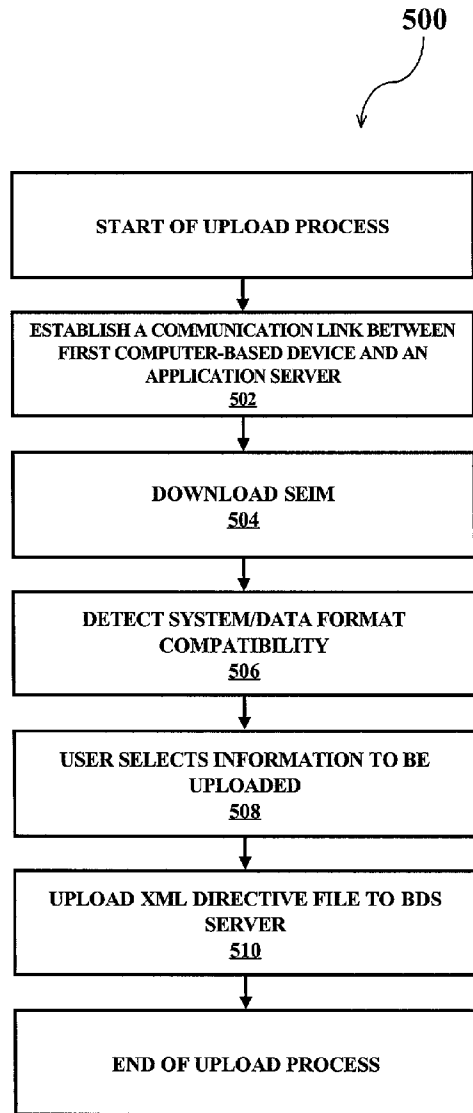 500
START OF UPLOAD PROCESS
ESTABLISH A COMMUNICATION LINK BETWEEN
FIRST COMPUTER-BASED DEVICE AND AN
APPLICATION SERVER
502
DOWNLOAD SEIM
504
DETECT SYSTEM/DATA FORMAT
COMPATIBILITY
506
USER SELECTS INFORMATION TO BE
UPLOADED
508
UPLOAD XML DIRECTIVE FILE TO BDS
SERVER
510
END OF UPLOAD PROCESS